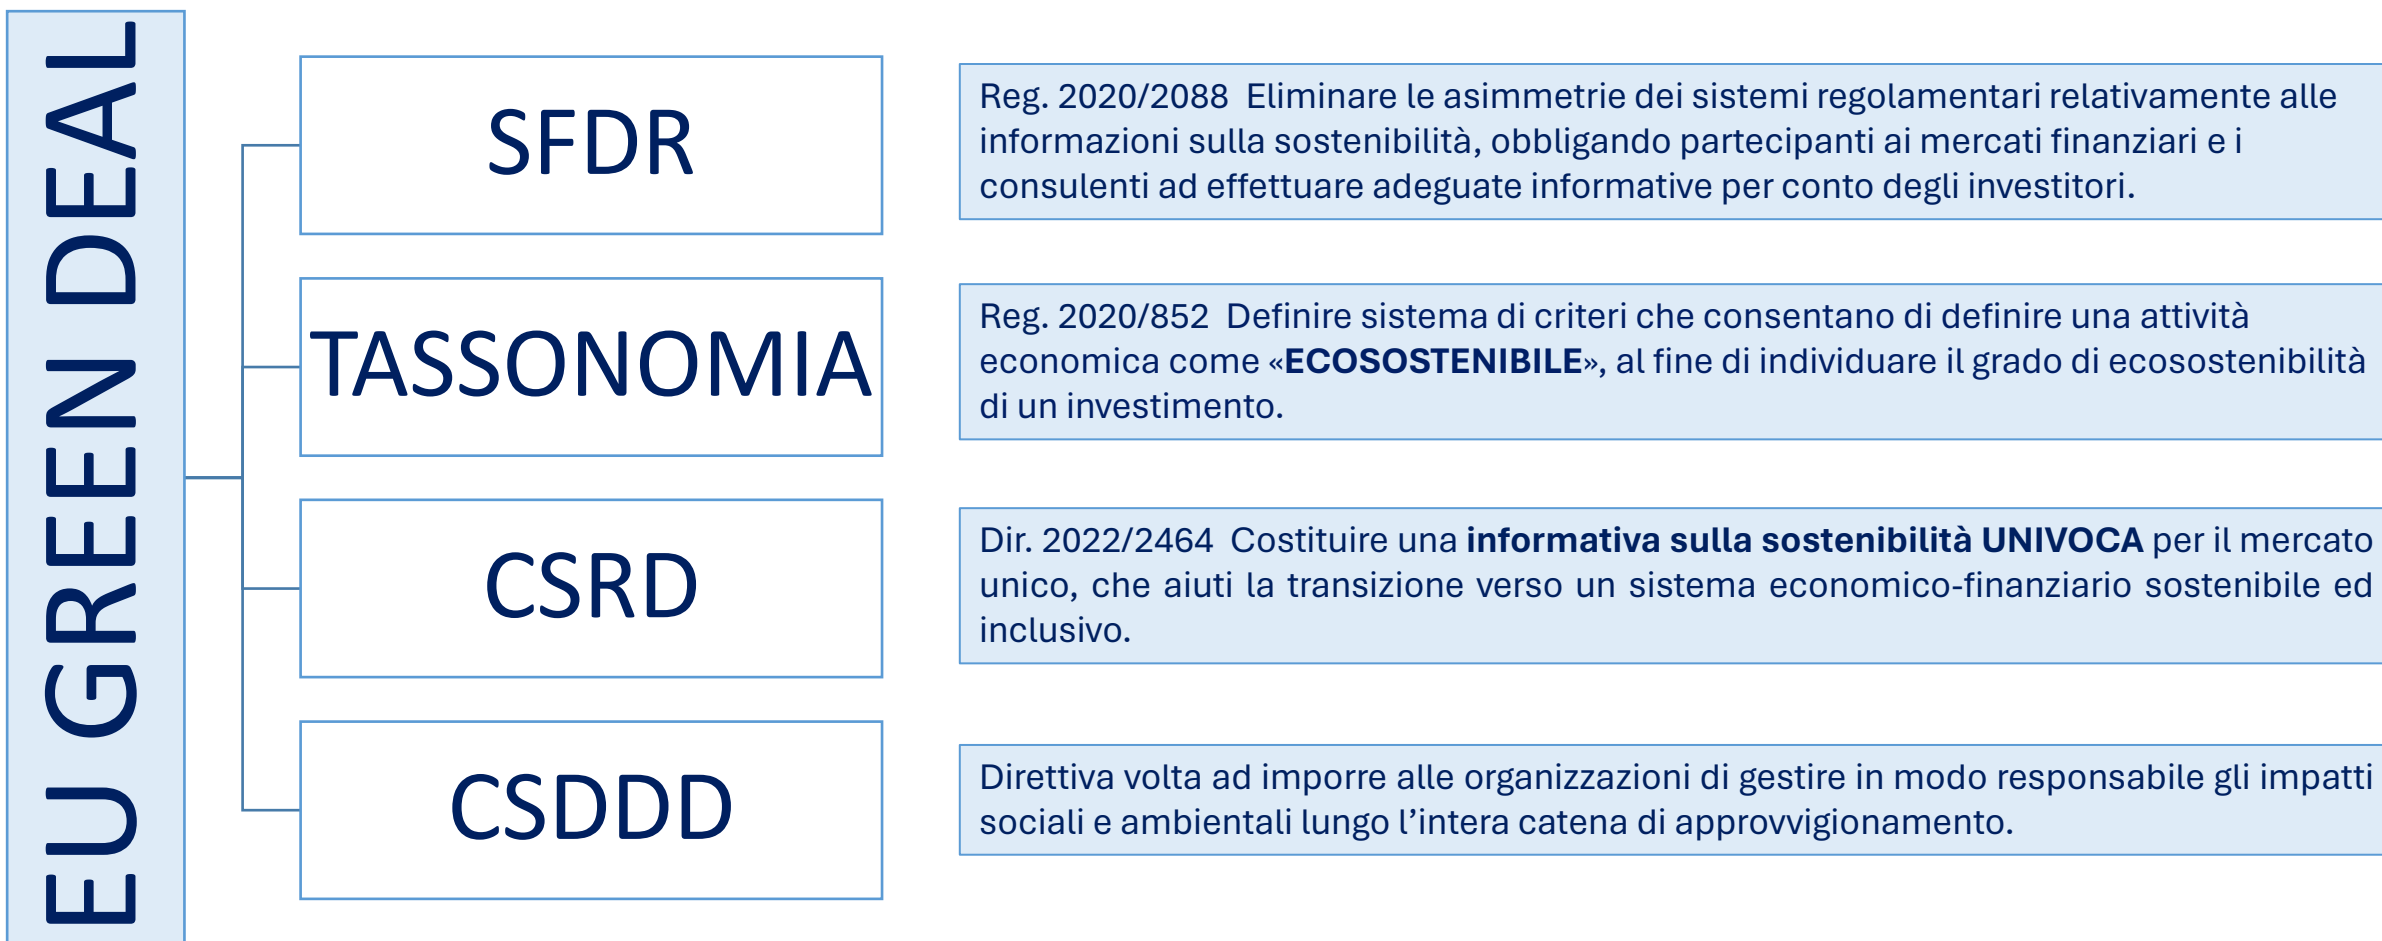 EU GREEN DEAL
SFDR
Reg. 2020/2088  Eliminare le asimmetrie dei sistemi regolamentari relativamente alle
informazioni sulla sostenibilità, obbligando partecipanti ai mercati finanziari e i
consulenti ad effettuare adeguate informative per conto degli investitori.
TASSONOMIA
Reg. 2020/852  Definire sistema di criteri che consentano di definire una attività
economica come «ECOSOSTENIBILE», al fine di individuare il grado di ecosostenibilità
di un investimento.
CSRD
Dir. 2022/2464  Costituire una informativa sulla sostenibilità UNIVOCA per il mercato
unico, che aiuti la transizione verso un sistema economico-finanziario sostenibile ed
inclusivo.
CSDDD
Direttiva volta ad imporre alle organizzazioni di gestire in modo responsabile gli impatti
sociali e ambientali lungo l’intera catena di approvvigionamento.